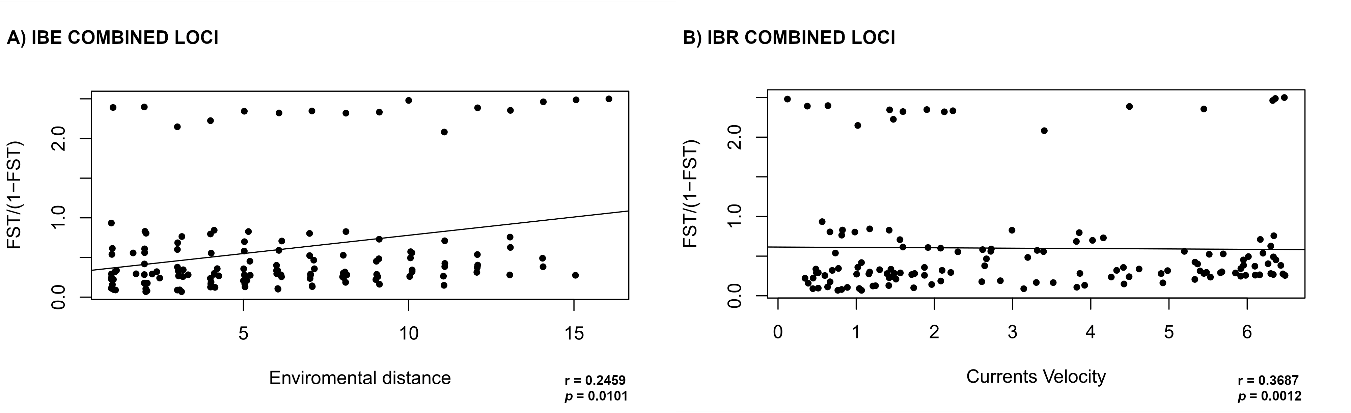 A) IBE COMBINED LOCI
FST/(1−FST)
0.0 1.0 2.0
5 10 15
Enviromental distance
r = 0.2459
p = 0.0101
B) IBR COMBINED LOCI
FST/(1−FST)
0.0 1.0 2.0
0 1 2 3 4 5 6
Currents Velocity
r = 0.3687
p = 0.0012